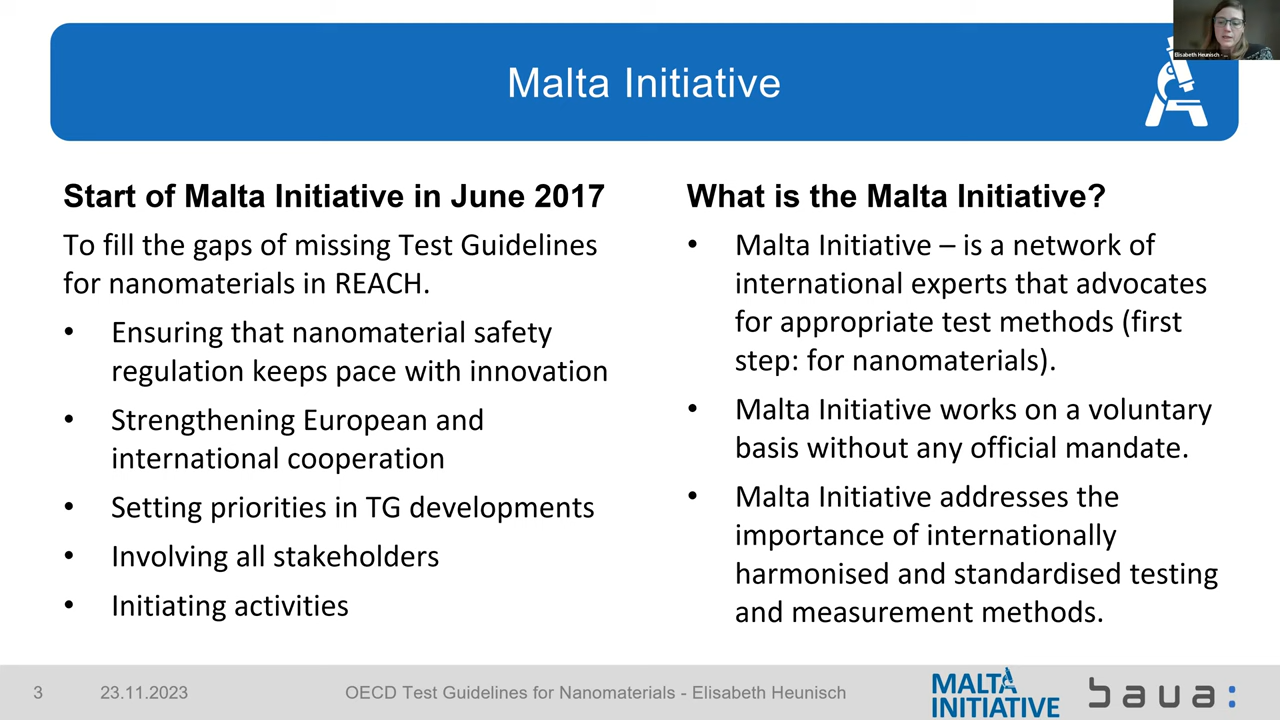 Elisabeth Heunisch -
Malta Initiative
Start of Malta Initiative in June 2017
To fill the gaps of missing Test Guidelines
for nanomaterials in REACH.
• Ensuring that nanomaterial safety
regulation keeps pace with innovation
• Strengthening European and
international cooperation
• Setting priorities in TG developments
• Involving all stakeholders
• Initiating activities
What is the Malta Initiative?
• Malta Initiative – is a network of
international experts that advocates
for appropriate test methods (first
step: for nanomaterials).
• Malta Initiative works on a voluntary
basis without any official mandate.
• Malta Initiative addresses the
importance of internationally
harmonised and standardised testing
and measurement methods.
3 23.11.2023 OECD Test Guidelines for Nanomaterials - Elisabeth Heunisch
MALTA
INITIATIVE
baua: